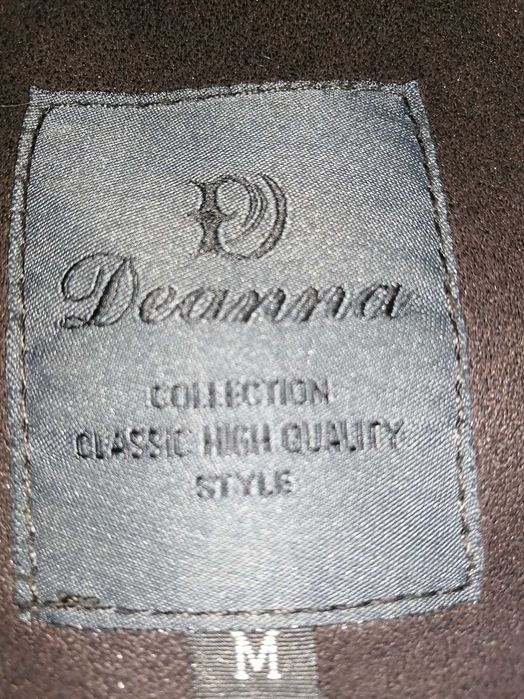 D
Deanna
COLLECTION
CLASSIC HIGH QUALITY
STYLE
M